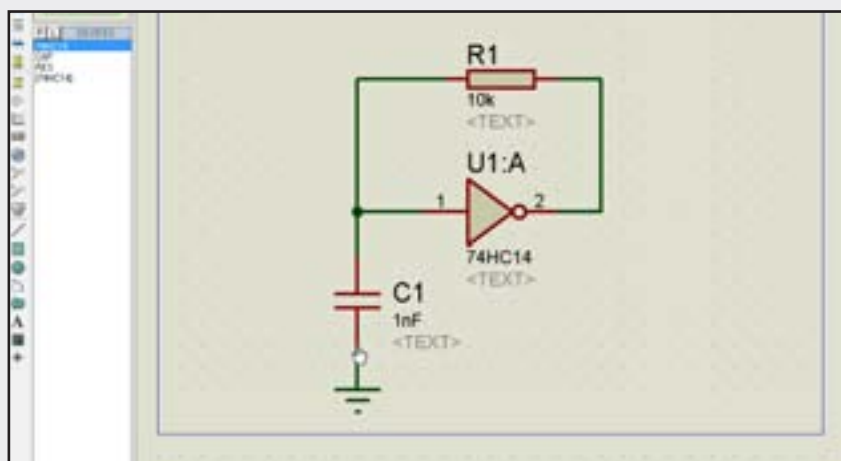 R1
10k
<TEXT>
U1:A
1
2
74HC14
<TEXT>
C1
1nF
<TEXT>